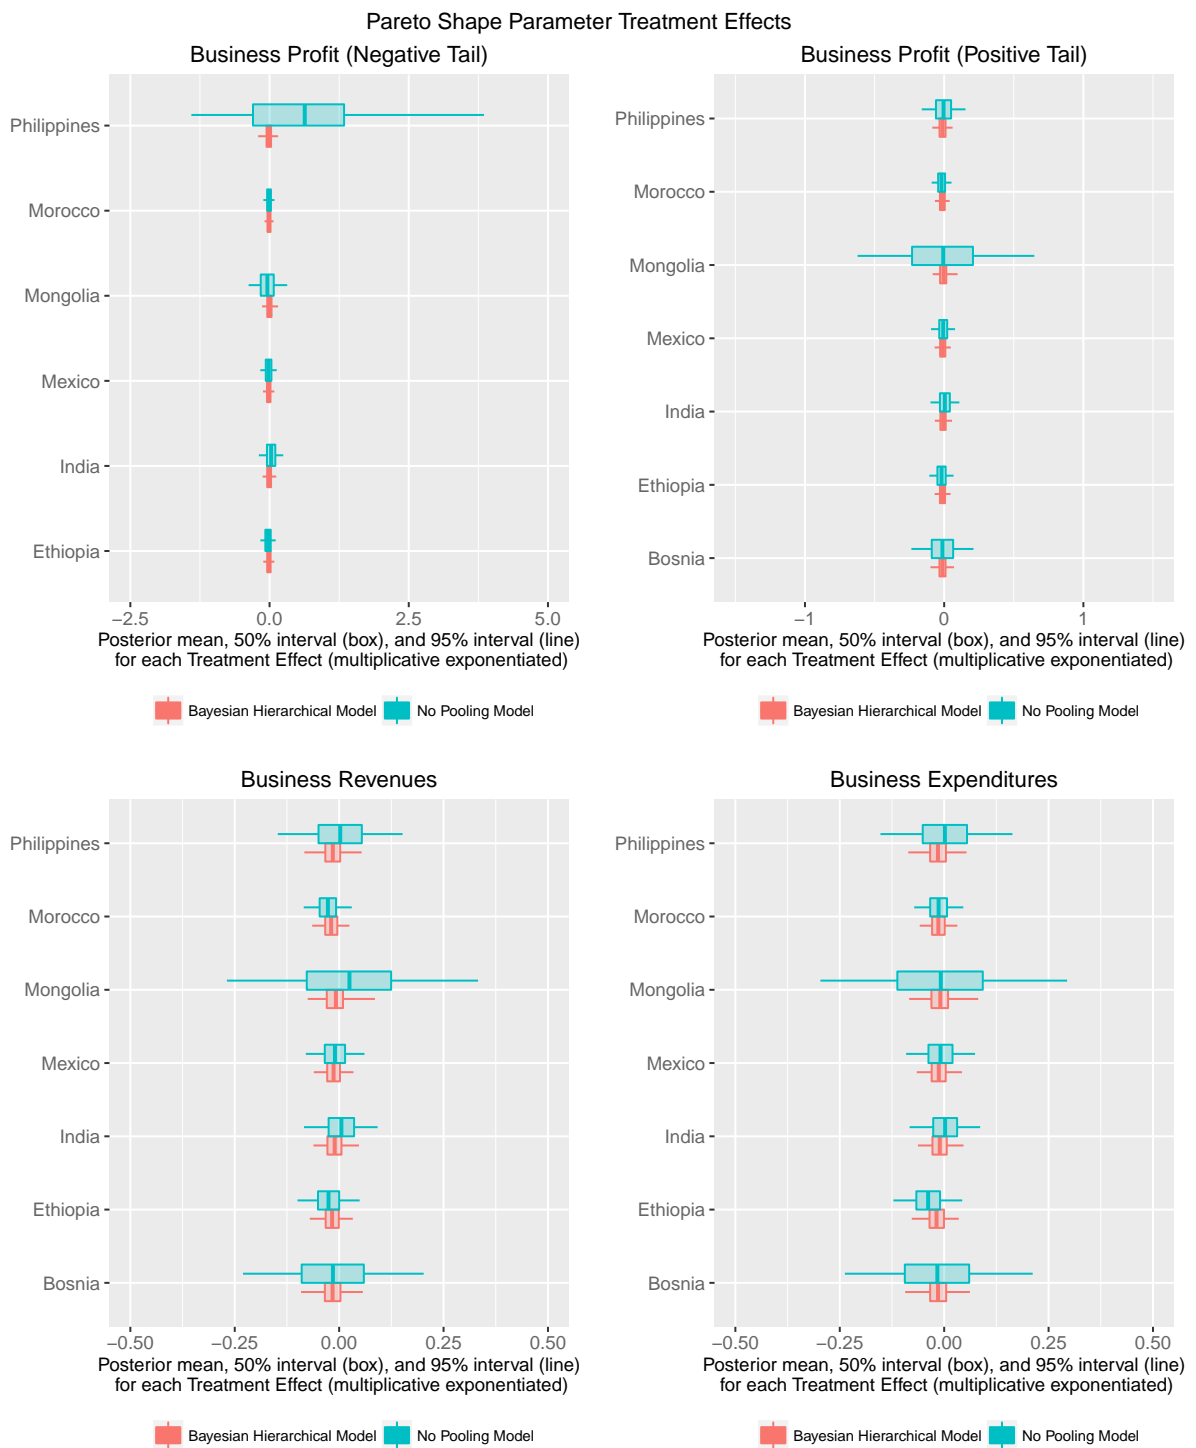 Pareto Shape Parameter Treatment Effects
Business Profit (Negative Tail)
Philippines
Morocco
Mongolia
Mexico
India
Ethiopia
−2.5 0.0 2.5 5.0
Posterior mean, 50% interval (box), and 95% interval (line)
for each Treatment Effect (multiplicative exponentiated)
Bayesian Hierarchical Model No Pooling Model
Business Profit (Positive Tail)
Philippines
Morocco
Mongolia
Mexico
India
Ethiopia
Bosnia
−1 0 1
Posterior mean, 50% interval (box), and 95% interval (line)
for each Treatment Effect (multiplicative exponentiated)
Bayesian Hierarchical Model No Pooling Model
Business Revenues
Philippines
Morocco
Mongolia
Mexico
India
Ethiopia
Bosnia
−0.50 −0.25 0.00 0.25 0.50
Posterior mean, 50% interval (box), and 95% interval (line)
for each Treatment Effect (multiplicative exponentiated)
Bayesian Hierarchical Model No Pooling Model
Business Expenditures
Philippines
Morocco
Mongolia
Mexico
India
Ethiopia
Bosnia
−0.50 −0.25 0.00 0.25 0.50
Posterior mean, 50% interval (box), and 95% interval (line)
for each Treatment Effect (multiplicative exponentiated)
Bayesian Hierarchical Model No Pooling Model